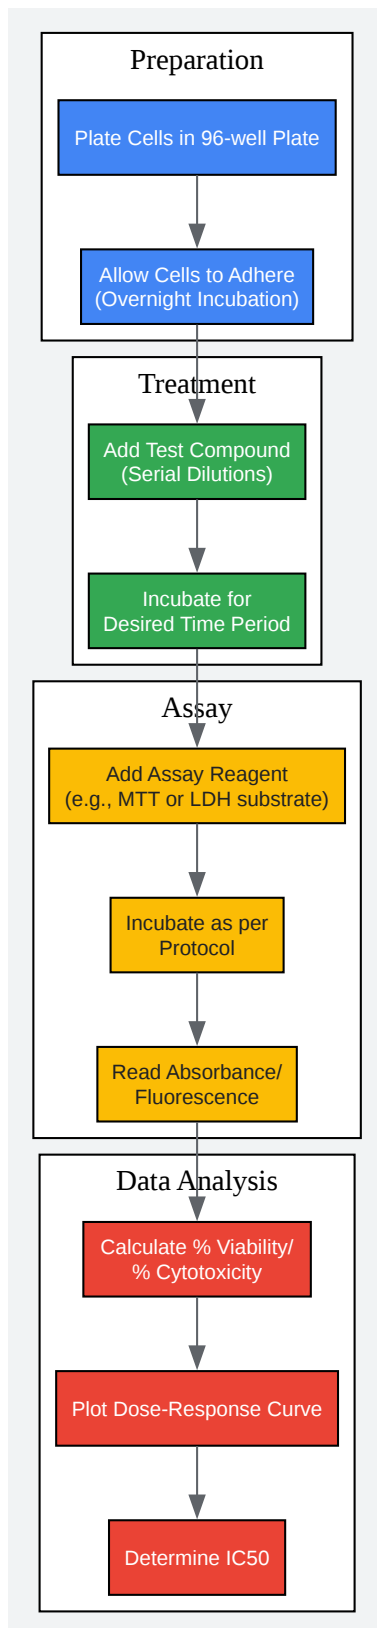 Preparation
Plate Cells in 96-well Plate
Allow Cells to Adhere
(Overnight Incubation)
Treatment
Add Test Compound
(Serial Dilutions)
Incubate for
Desired Time Period
Assay
Add Assay Reagent
(e.g., MTT or LDH substrate)
Incubate as per
Protocol
Read Absorbance/
Fluorescence
Data Analysis
Calculate % Viability/
% Cytotoxicity
Plot Dose-Response Curve
Determine IC50